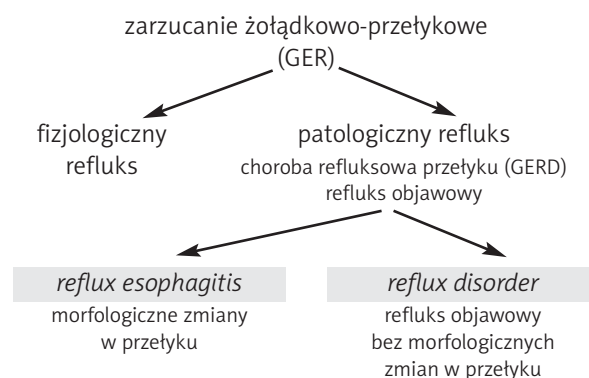 zarzucanie żołądkowo-przełykowe
(GER)
fizjologiczny
refluks
patologiczny refluks
choroba refluksowa przełyku (GERD)
refluks objawowy
reflux esophagitis
morfologiczne zmiany
w przełyku
reflux disorder
refluks objawowy
bez morfologicznych
zmian w przełyku